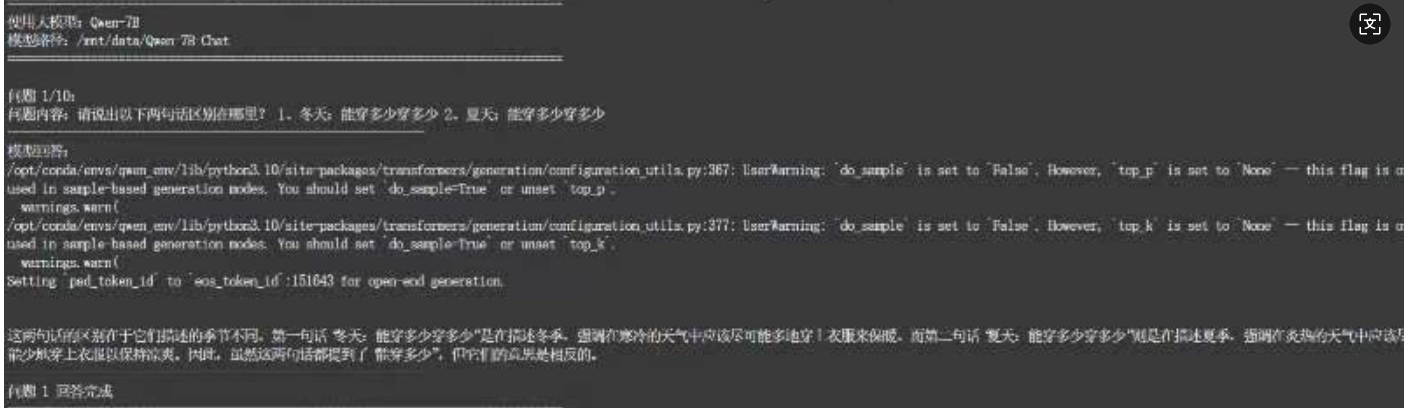 使用大模型: Qwen-7B
模型路径: /mnt/data/Qwen-7B-Chat
问题 1/10:
问题内容: 请说出以下两句话区别在哪里? 1、冬天: 能穿多少穿多少 2、夏天: 能穿多少穿多少
模型回答:
/opt/conda/envs/qwen_env/lib/python3.10/site-packages/transformers/generation/configuration_utils.py:367: UserWarning: `do_sample` is set to `False`. However, `top_p` is set to `None` -- this flag is
used in sample-based generation modes. You should set `do_sample=True` or unset `top_p`.
warnings.warn(
/opt/conda/envs/qwen_env/lib/python3.10/site-packages/transformers/generation/configuration_utils.py:377: UserWarning: `do_sample` is set to `False`. However, `top_k` is set to `None` -- this flag is
used in sample-based generation modes. You should set `do_sample=True` or unset `top_k`.
warnings.warn(
Setting `pad_token_id` to `eos_token_id`:151643 for open-end generation.
这两句话的区别在于它们描述的季节不同。第一句话 "冬天: 能穿多少穿多少"是在描述冬季, 强调在寒冷的天气中应该尽可能多地穿上衣服来保暖。而第二句话 "夏天: 能穿多少穿多少"则是在描述夏季, 强调在炎热的天气中应该
能少地穿上衣服以保持凉爽。因此, 虽然这两句话都提到了 "能穿多少", 但它们的意思是相反的。
问题 1 回答完成